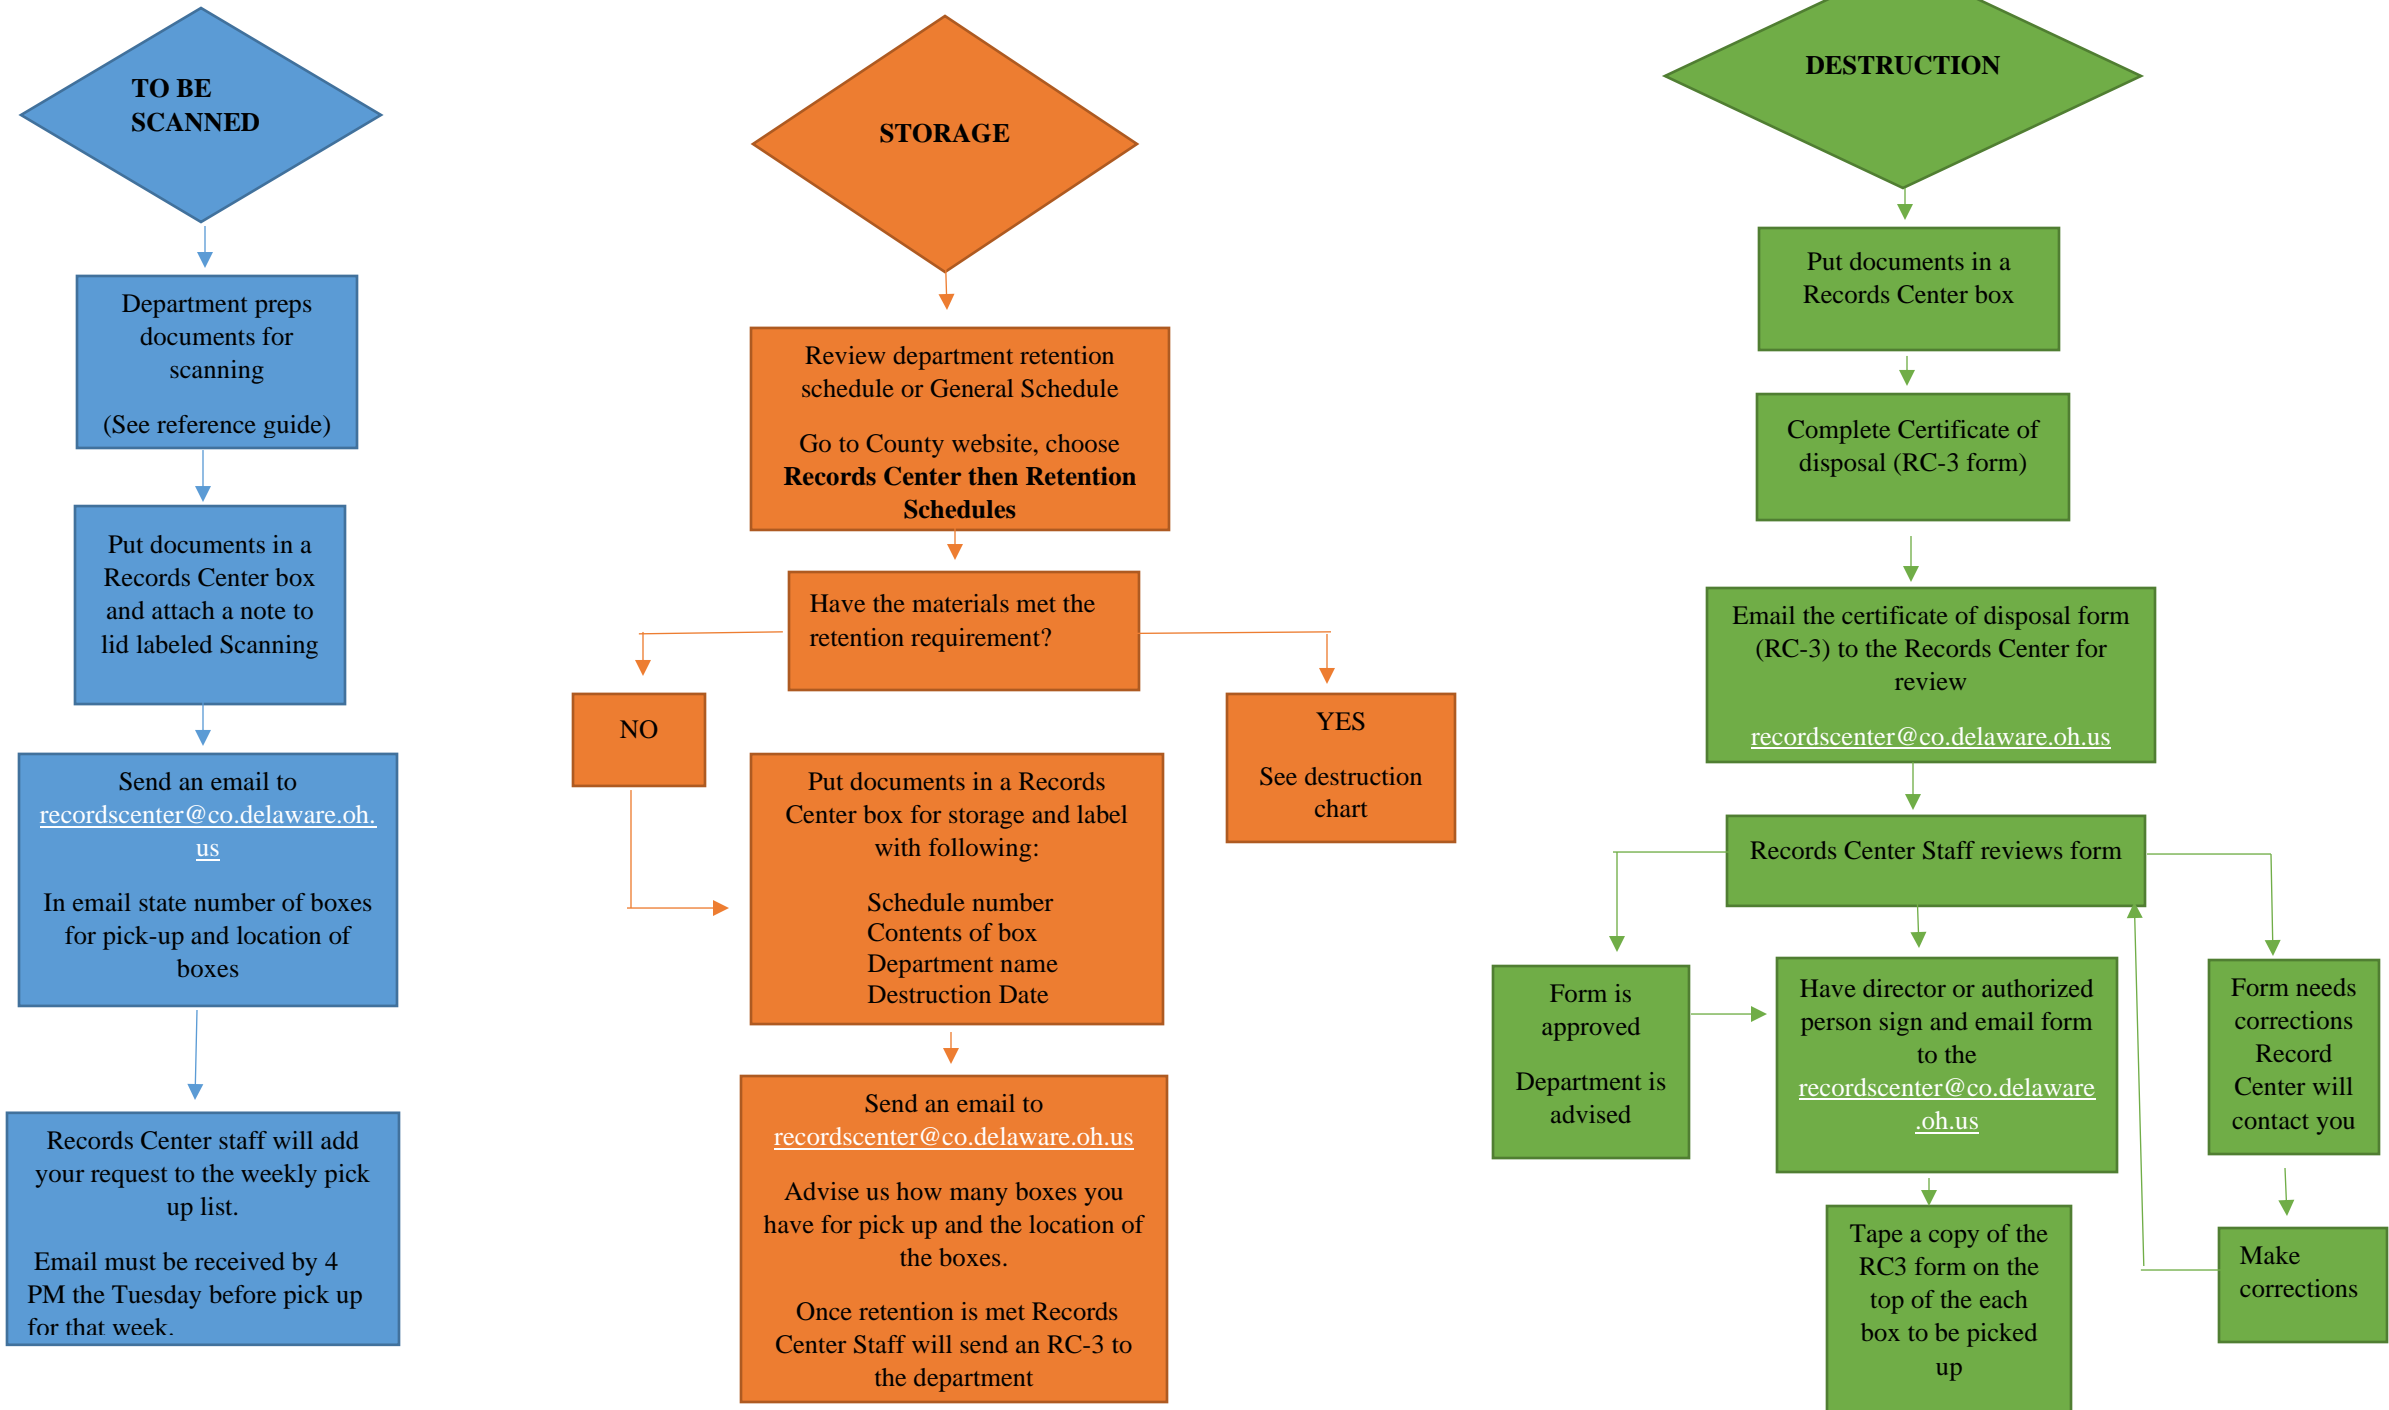 TO BE
SCANNED
Department preps
documents for
scanning
(See reference guide)
Put documents in a
Records Center box
and attach a note to
lid labeled Scanning
Send an email to
recordscenter@co.delaware.oh.
us
In email state number of boxes
for pick-up and location of
boxes
Records Center staff will add
your request to the weekly pick
up list.
Email must be received by 4
PM the Tuesday before pick up
for that week.
STORAGE
Review department retention
schedule or General Schedule
Go to County website, choose
Records Center then Retention
Schedules
Have the materials met the
retention requirement?
NO
YES
See destruction
chart
Put documents in a Records
Center box for storage and label
with following:
Schedule number
Contents of box
Department name
Destruction Date
Send an email to
recordscenter@co.delaware.oh.us
Advise us how many boxes you
have for pick up and the location of
the boxes.
Once retention is met Records
Center Staff will send an RC-3 to
the department
DESTRUCTION
Put documents in a
Records Center box
Complete Certificate of
disposal (RC-3 form)
Email the certificate of disposal form
(RC-3) to the Records Center for
review
recordscenter@co.delaware.oh.us
Records Center Staff reviews form
Form is
approved
Department is
advised
Have director or authorized
person sign and email form
to the
recordscenter@co.delaware
.oh.us
Form needs
corrections
Record
Center will
contact you
Tape a copy of the
RC3 form on the
top of the each
box to be picked
up
Make
corrections